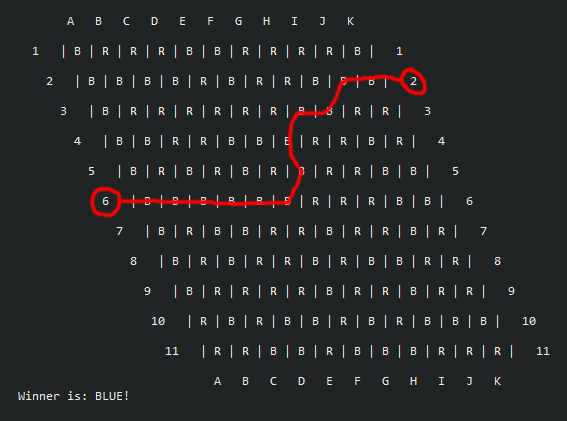 A B C D E F G H I J K
1 | B | R | R | R | B | B | R | R | R | R | B | 1
2 | B | B | B | B | R | B | R | R | B | B | B | 2
3 | B | R | R | R | B | R | R | B | B | R | R | 3
4 | B | B | R | R | B | B | B | R | R | B | R | 4
5 | B | R | B | R | B | R | B | R | R | B | B | 5
6 | B | B | B | B | B | B | R | R | R | B | B | 6
7 | B | R | B | B | R | B | R | B | R | B | R | 7
8 | B | R | B | R | R | B | R | B | B | R | R | 8
9 | B | R | B | R | B | B | R | B | R | R | R | 9
10 | R | B | R | B | B | R | B | R | B | B | B | 10
11 | R | R | B | B | R | B | B | B | R | R | R | 11
A B C D E F G H I J K
Winner is: BLUE!